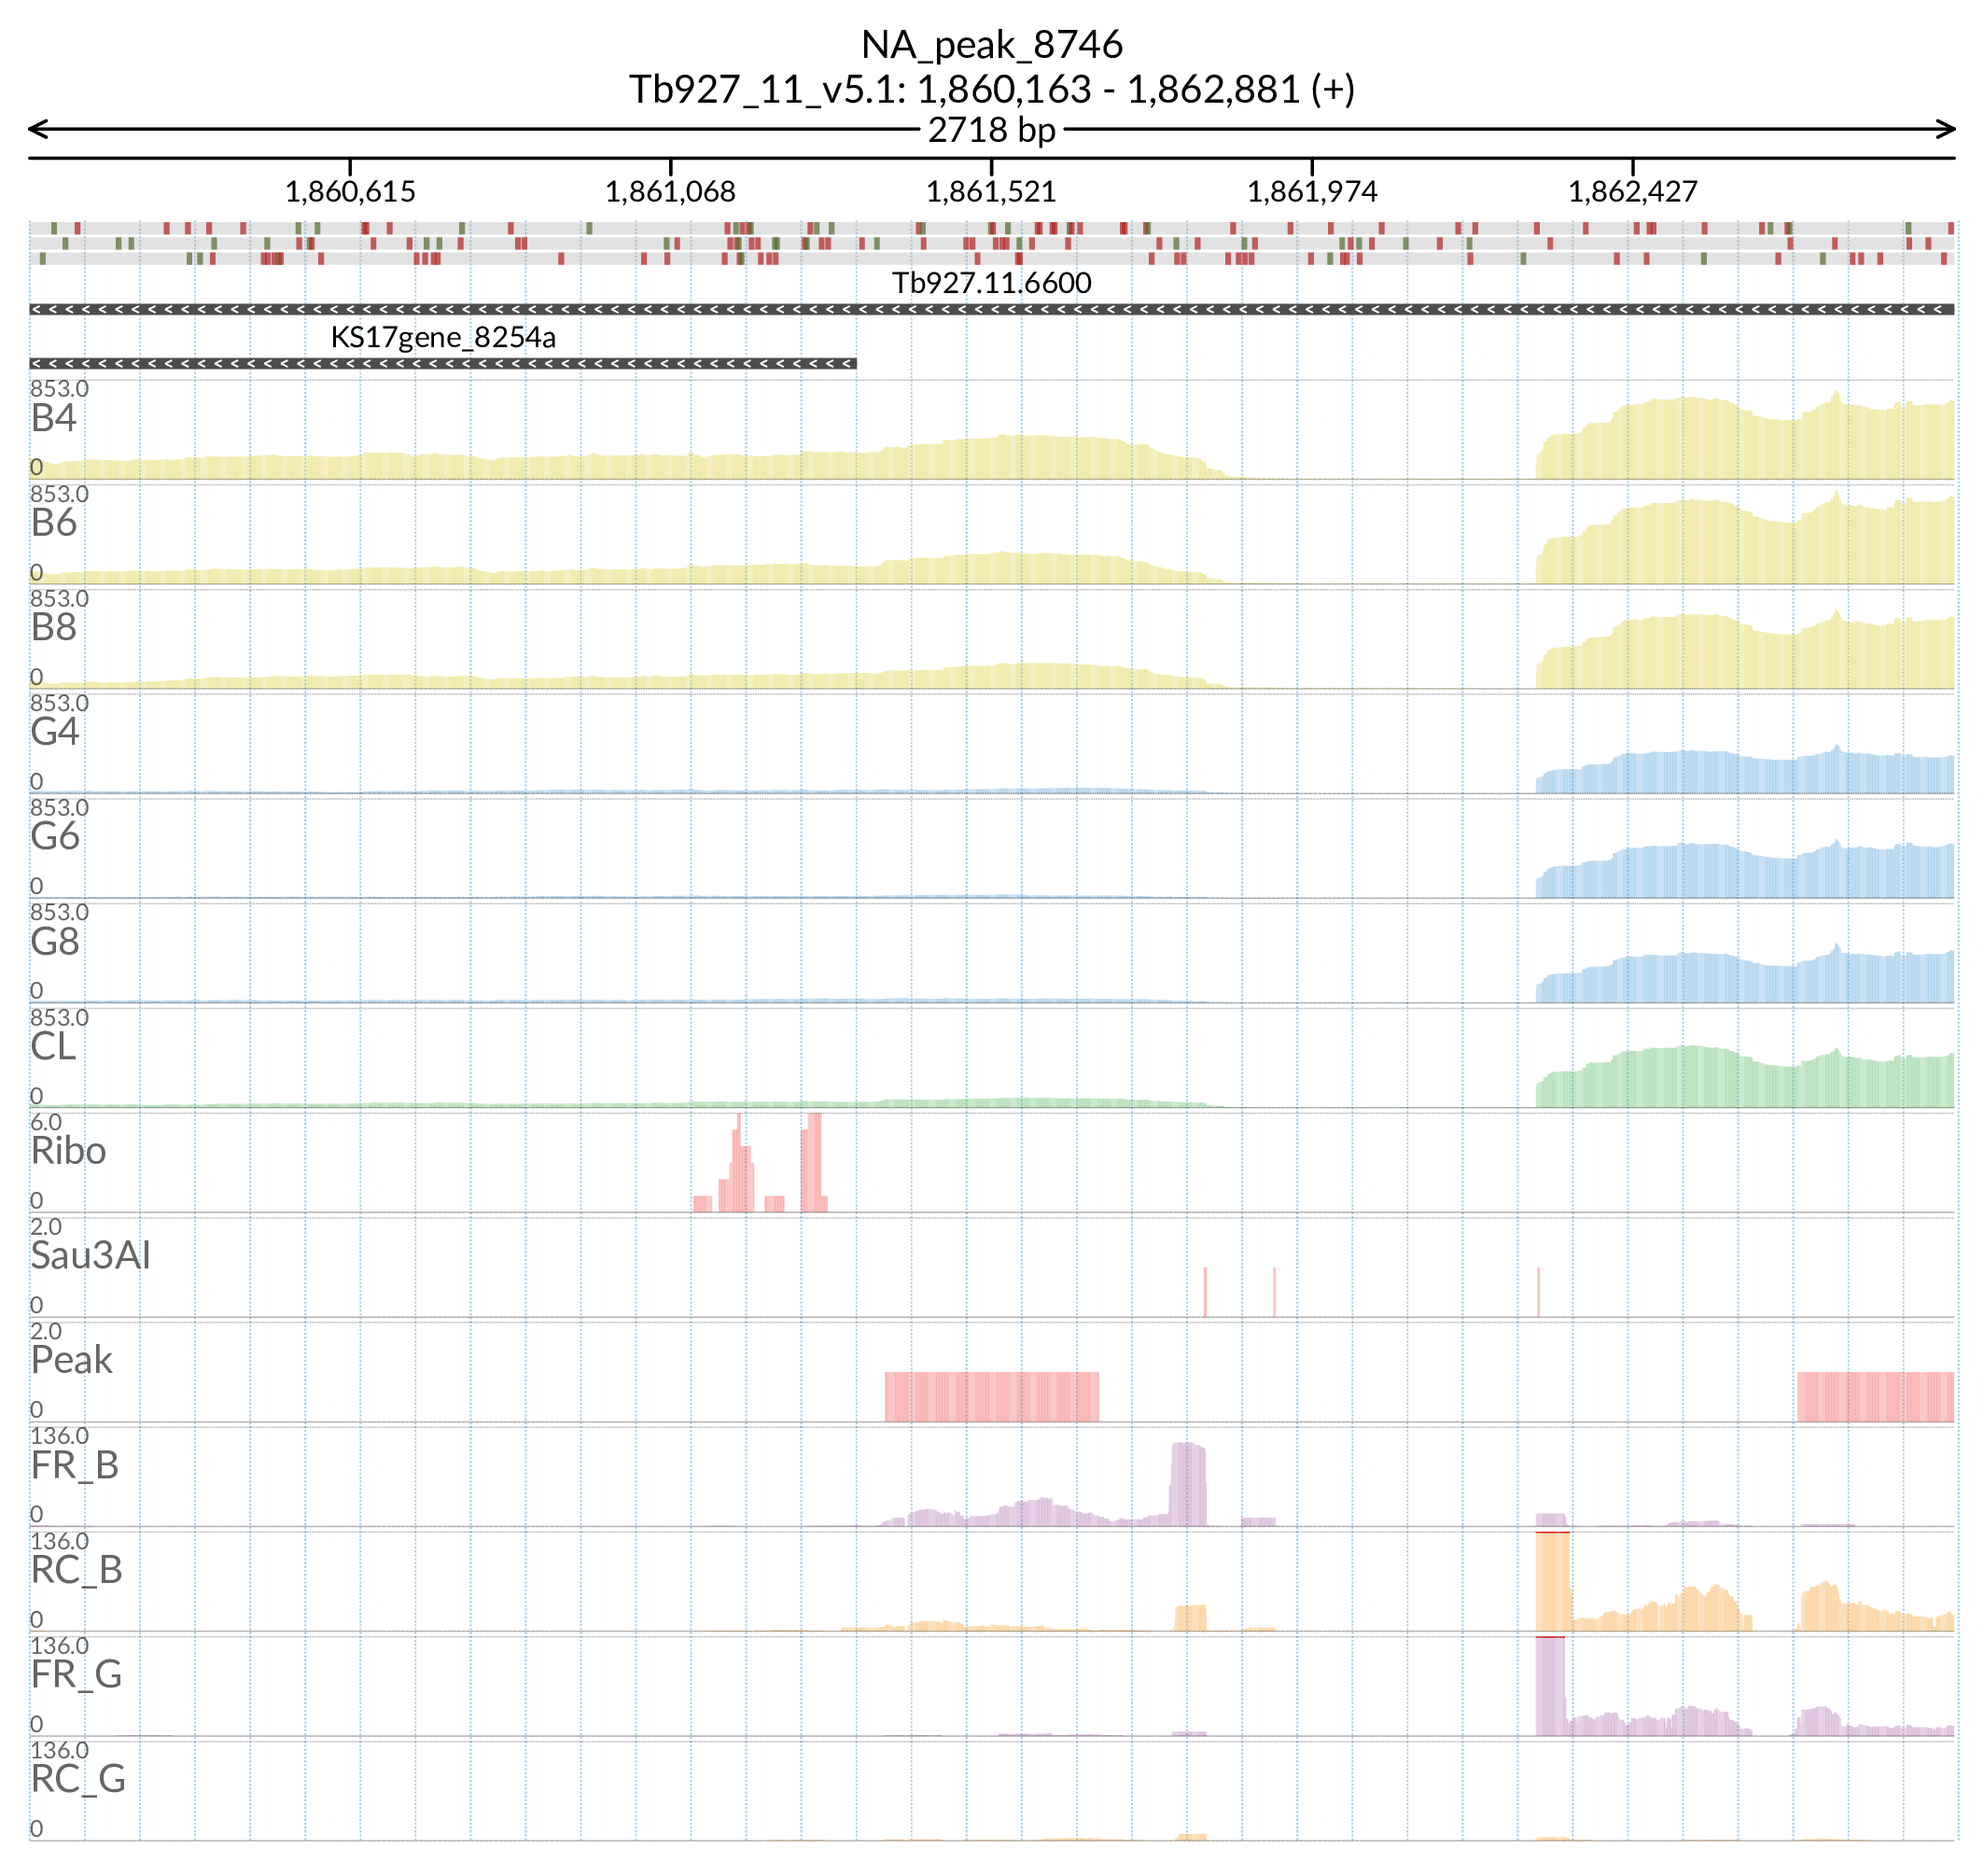 NA_peak_8746
Tb927_11_v5.1: 1,860,163 - 1,862,881 (+)
2718 bp
1,860,615 1,861,068 1,861,521 1,861,974 1,862,427
Tb927.11.6600
KS17gene_8254a
853.0
B4
0
853.0
B6
0
853.0
B8
0
853.0
G4
0
853.0
G6
0
853.0
G8
0
853.0
CL
0
6.0
Ribo
0
2.0
Sau3AI
0
2.0
Peak
0
136.0
FR_B
0
136.0
RC_B
0
136.0
FR_G
0
136.0
RC_G
0